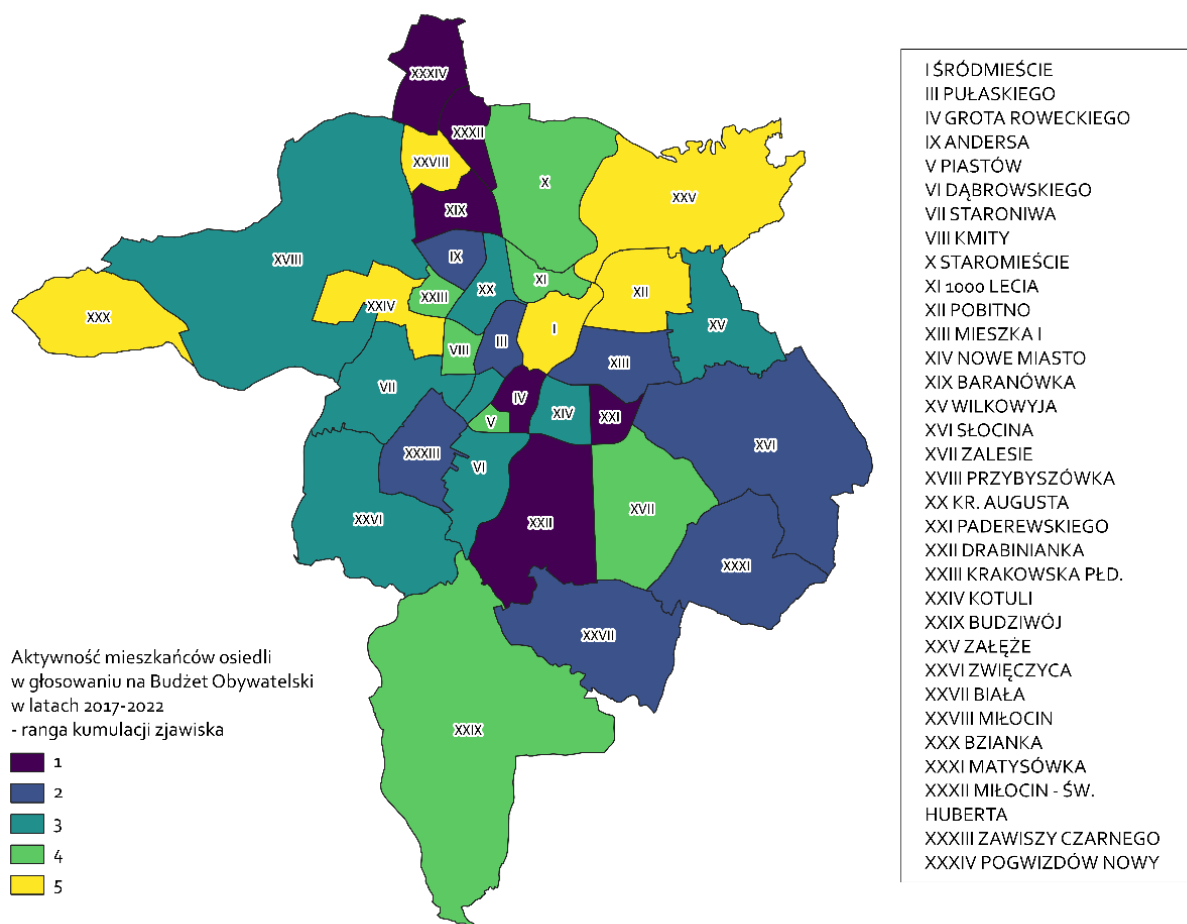 XXXIV
XXXII
XXVIII
X
XXV
XIX
IX
XVIII
XX
XI
XII
XXIII
XXIV
XXX
I
XV
III
VIII
XIII
VII
IV
XIV
XXI
V
XXXIII
VI
XVI
XXII
XVII
XXVI
XXXI
XXVII
XXIX
Aktywność mieszkańców osiedli
w głosowaniu na Budżet Obywatelski
w latach 2017-2022
- ranga kumulacji zjawiska
1
2
3
4
5
I ŚRÓDMIEŚCIE
III PUŁASKIEGO
IV GROTA ROWECKIEGO
IX ANDERSA
V PIASTÓW
VI DĄBROWSKIEGO
VII STARONIWA
VIII KMITY
X STAROMIEŚCIE
XI 1000 LECIA
XII POBITNO
XIII MIESZKA I
XIV NOWE MIASTO
XIX BARANÓWKA
XV WILKOWYJA
XVI SŁOCINA
XVII ZALESIE
XVIII PRZYBYSZÓWKA
XX KR. AUGUSTA
XXI PADEREWSKIEGO
XXII DRABINIANKA
XXIII KRAKOWSKA PŁD.
XXIV KOTULI
XXIX BUDZIWÓJ
XXV ZAŁĘŻE
XXVI ZWIĘCZYCA
XXVII BIAŁA
XXVIII MIŁOCIN
XXX BZIANKA
XXXI MATYSÓWKA
XXXII MIŁOCIN - ŚW.
HUBERTA
XXXIII ZAWISZY CZARNEGO
XXXIV POGWIZDÓW NOWY